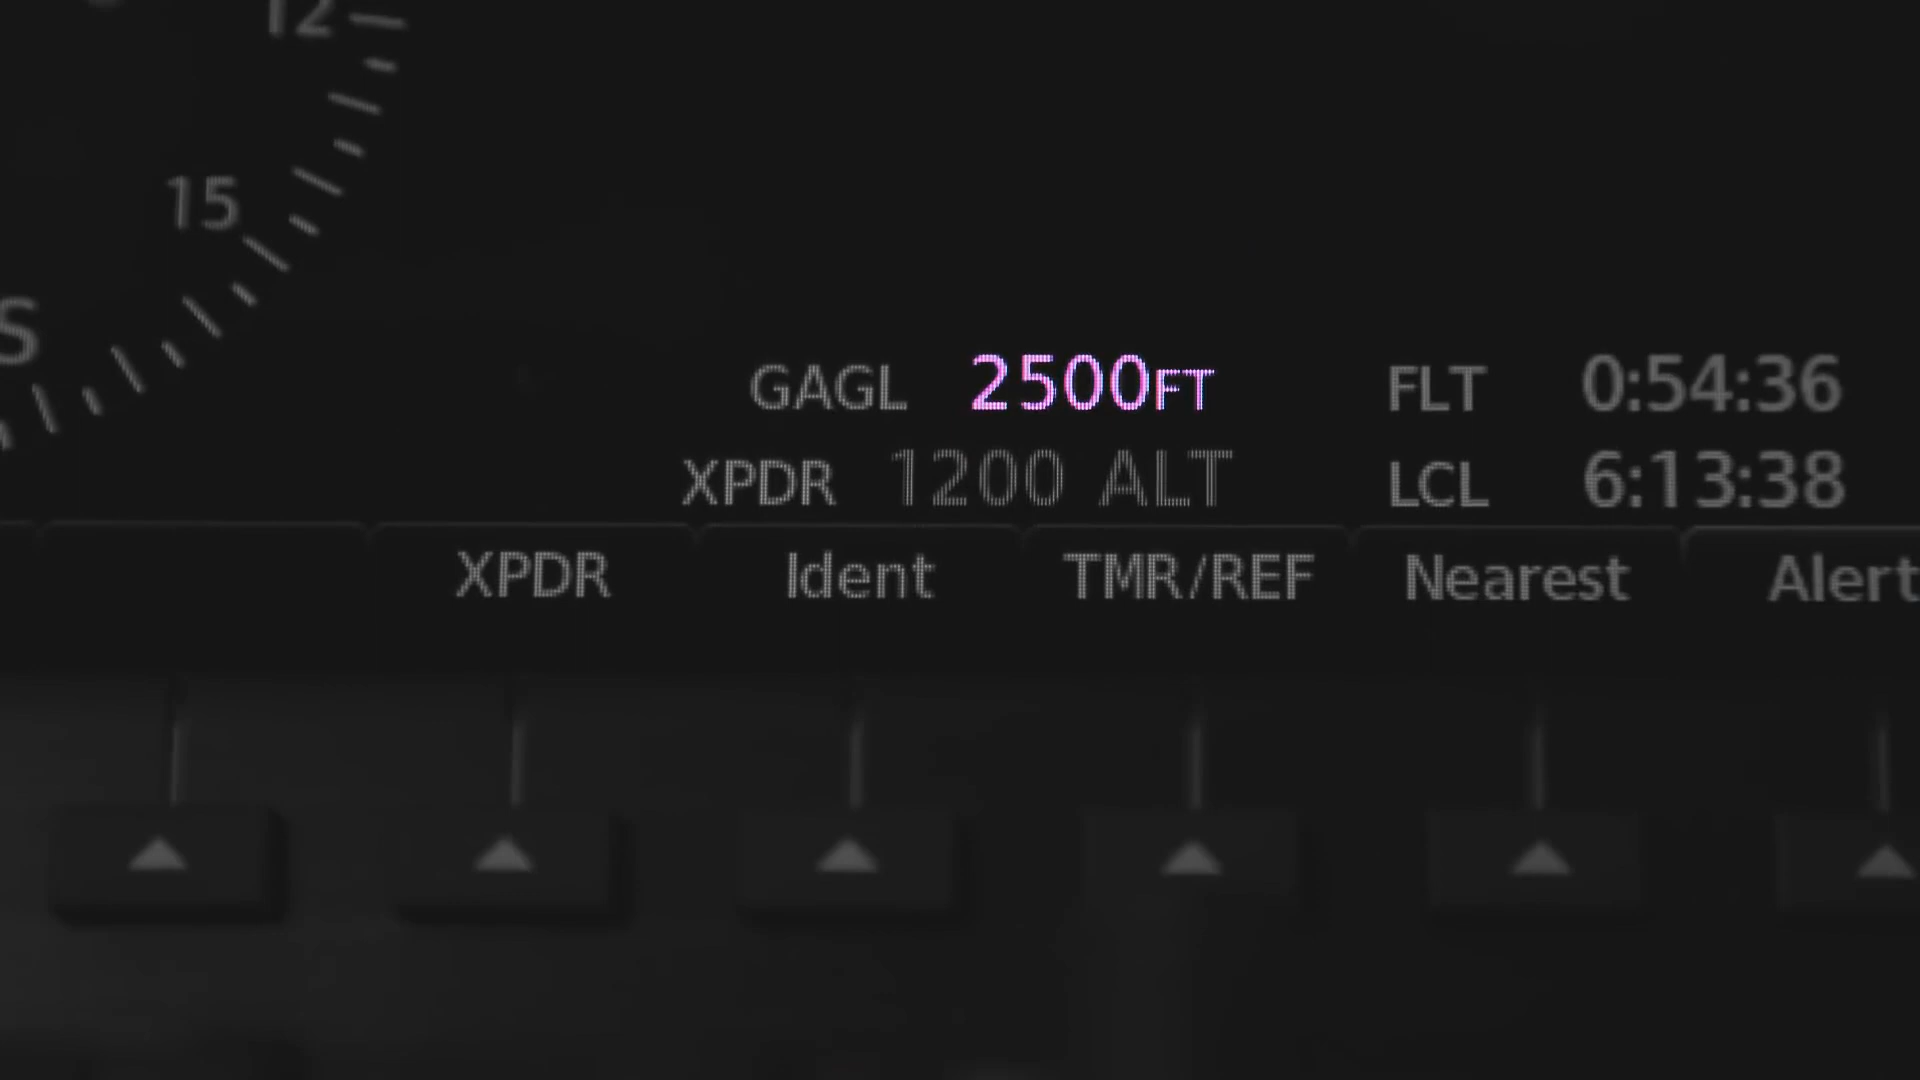 12
15
S
GAGL 2500FT FLT 0:54:36
XPDR 1200 ALT LCL 6:13:38
XPDR Ident TMR/REF Nearest Alert